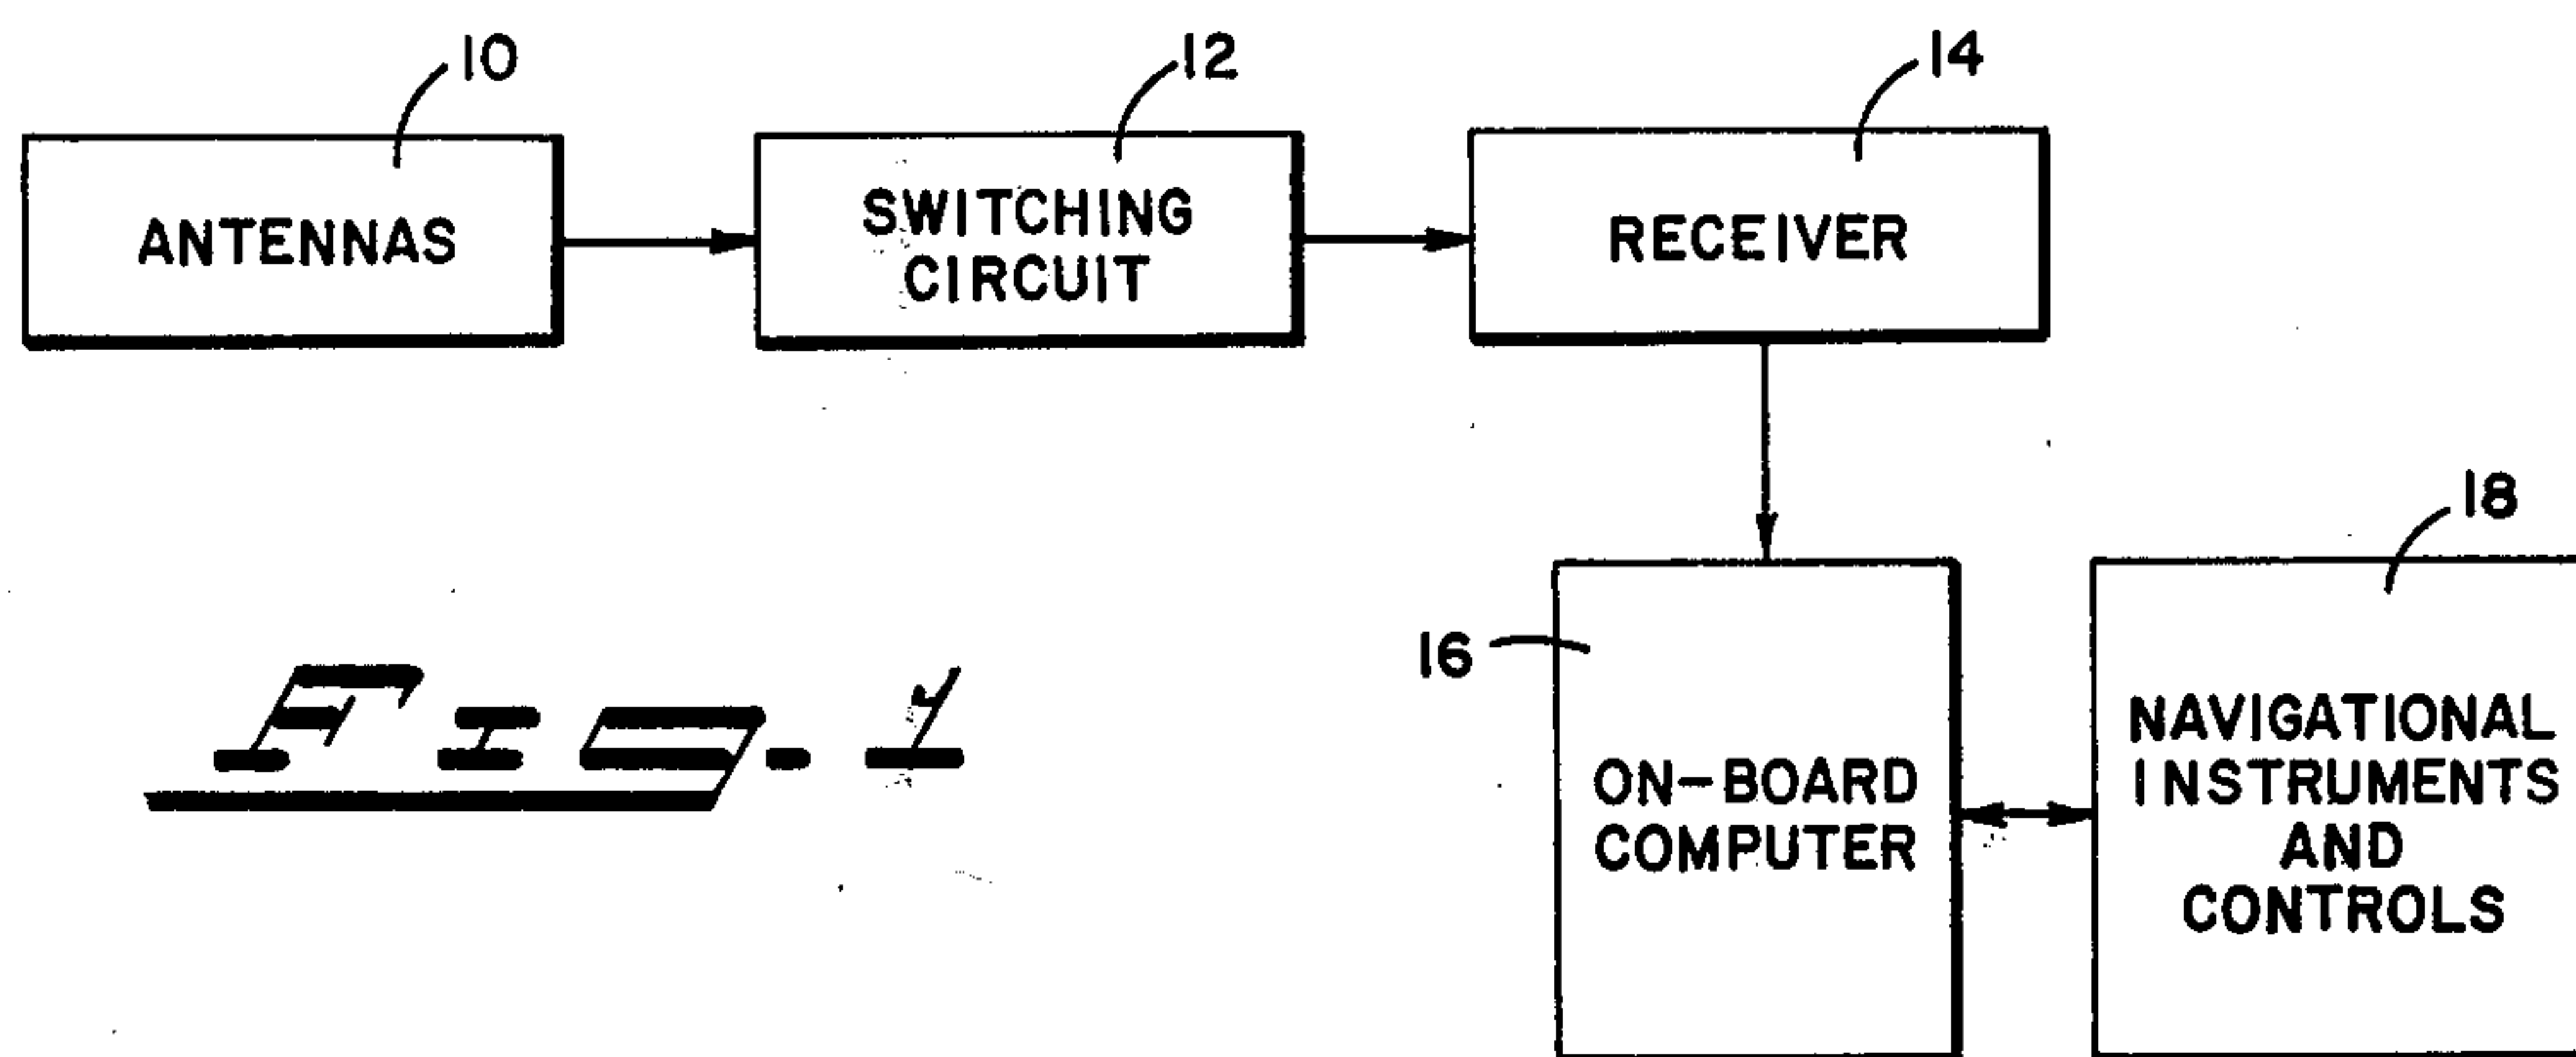 10
12
14
ANTENNAS
SWITCHING
CIRCUIT
RECEIVER
18
16
Fig. 1
ON-BOARD
COMPUTER
NAVIGATIONAL
INSTRUMENTS
AND
CONTROLS